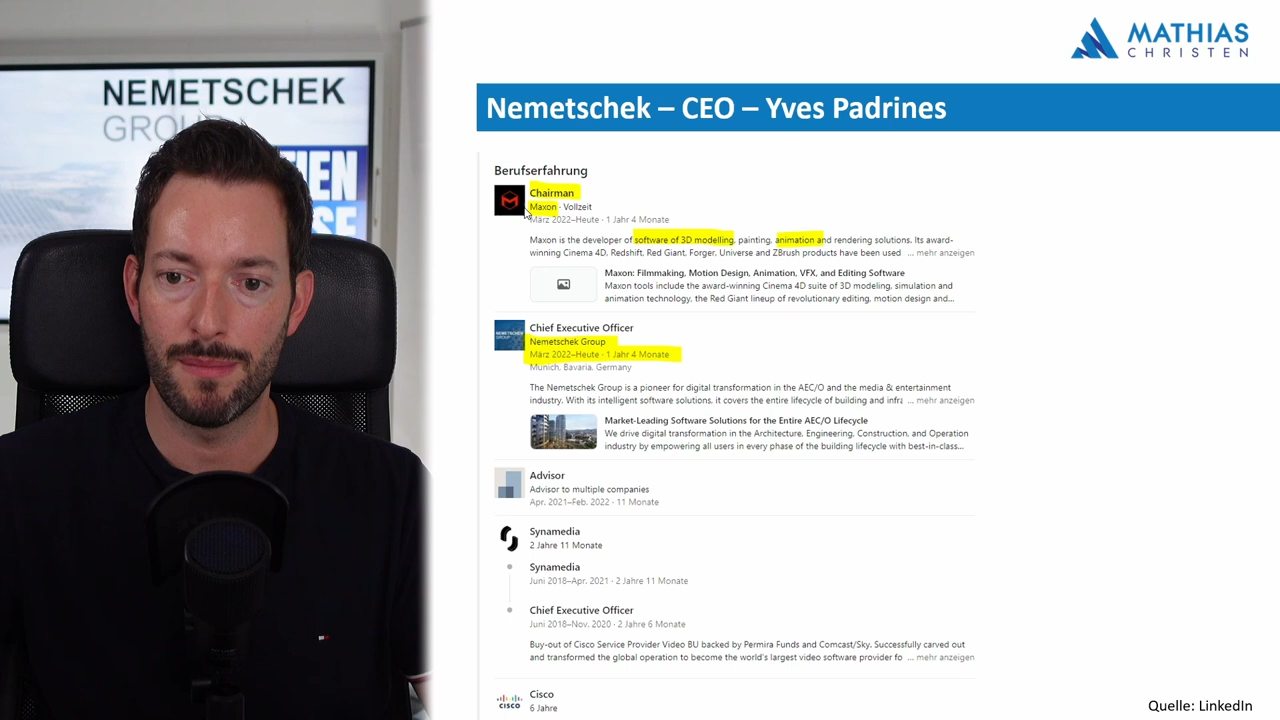 NEMETSCHEK
GROU
IEN
SE
MATHIAS
CHRISTEN
Nemetschek – CEO – Yves Padrines
Berufserfahrung
Chairman
Maxon · Vollzeit
März 2022–Heute · 1 Jahr 4 Monate
Maxon is the developer of software of 3D modelling, painting, animation and rendering solutions. Its award-
winning Cinema 4D, Redshift, Red Giant, Forger, Universe and ZBrush products have been used ... mehr anzeigen
Maxon: Filmmaking, Motion Design, Animation, VFX, and Editing Software
Maxon tools include the award-winning Cinema 4D suite of 3D modeling, simulation and
animation technology, the Red Giant lineup of revolutionary editing, motion design and...
NEMETSCHEK
GROUP
Chief Executive Officer
Nemetschek Group
März 2022–Heute · 1 Jahr 4 Monate
Munich, Bavaria, Germany
The Nemetschek Group is a pioneer for digital transformation in the AEC/O and the media & entertainment
industry. With its intelligent software solutions, it covers the entire lifecycle of building and infra ... mehr anzeigen
Market-Leading Software Solutions for the Entire AEC/O Lifecycle
We drive digital transformation in the Architecture, Engineering, Construction, and Operation
industry by empowering all users in every phase of the building lifecycle with best-in-class...
Advisor
Advisor to multiple companies
Apr. 2021–Feb. 2022 · 11 Monate
Synamedia
2 Jahre 11 Monate
Synamedia
Juni 2018–Apr. 2021 · 2 Jahre 11 Monate
Chief Executive Officer
Juni 2018–Nov. 2020 · 2 Jahre 6 Monate
Buy-out of Cisco Service Provider Video BU backed by Permira Funds and Comcast/Sky. Successfully carved out
and transformed the global operation to become the world's largest video software provider fo ... mehr anzeigen
CISCO
Cisco
6 Jahre
Quelle: LinkedIn